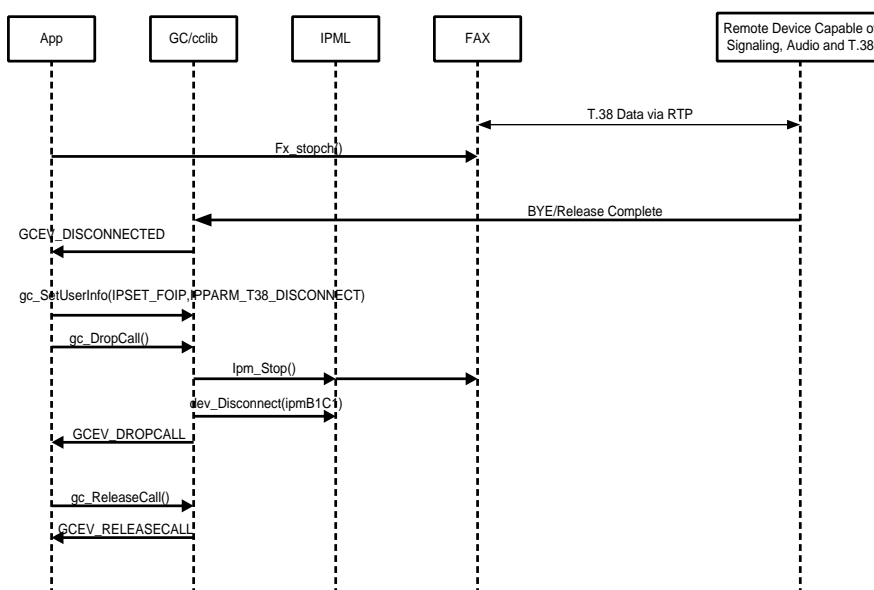 App
GC/cclib
IPML
FAX
Remote Device Capable of
Signaling, Audio and T.38
T.38 Data via RTP
Fx_stopch()
BYE/Release Complete
GCEV_DISCONNECTED
gc_SetUserInfo(IPSET_FOIP,IPPARM_T38_DISCONNECT)
gc_DropCall()
Ipm_Stop()
dev_Disconnect(ipmB1C1)
GCEV_DROPCALL
gc_ReleaseCall()
GCEV_RELEASECALL